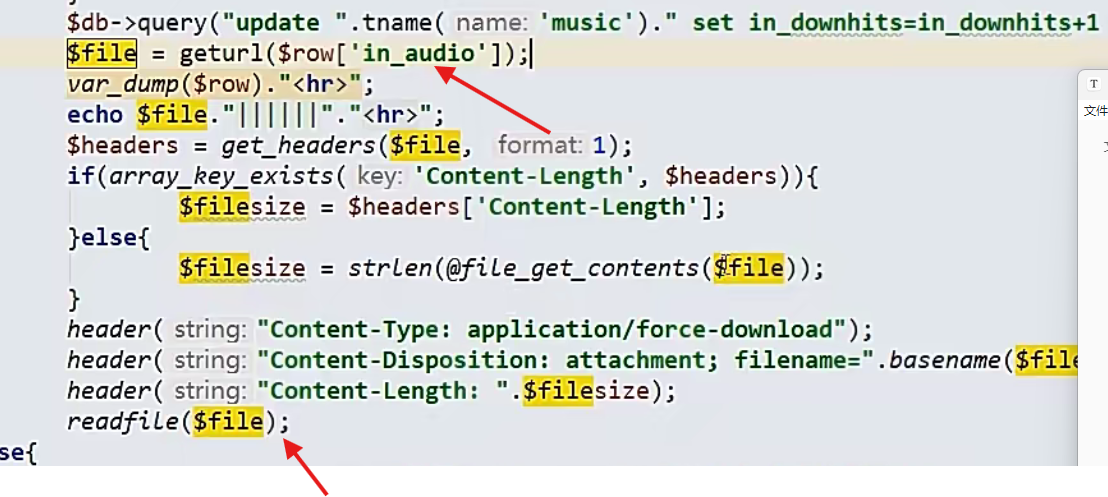 $db->query("update ".tname( name: 'music')." set in_downhits=in_downhits+1
$file = geturl($row['in_audio']);
var_dump($row)."<hr>";
echo $file."||||||"."<hr>";
$headers = get_headers($file, format: 1);
if(array_key_exists( key: 'Content-Length', $headers)){
$filesize = $headers['Content-Length'];
}else{
$filesize = strlen(@file_get_contents($file));
}
header( string: "Content-Type: application/force-download");
header( string: "Content-Disposition: attachment; filename=".basename($file
header( string: "Content-Length: ".$filesize);
readfile($file);
se{
T
文件